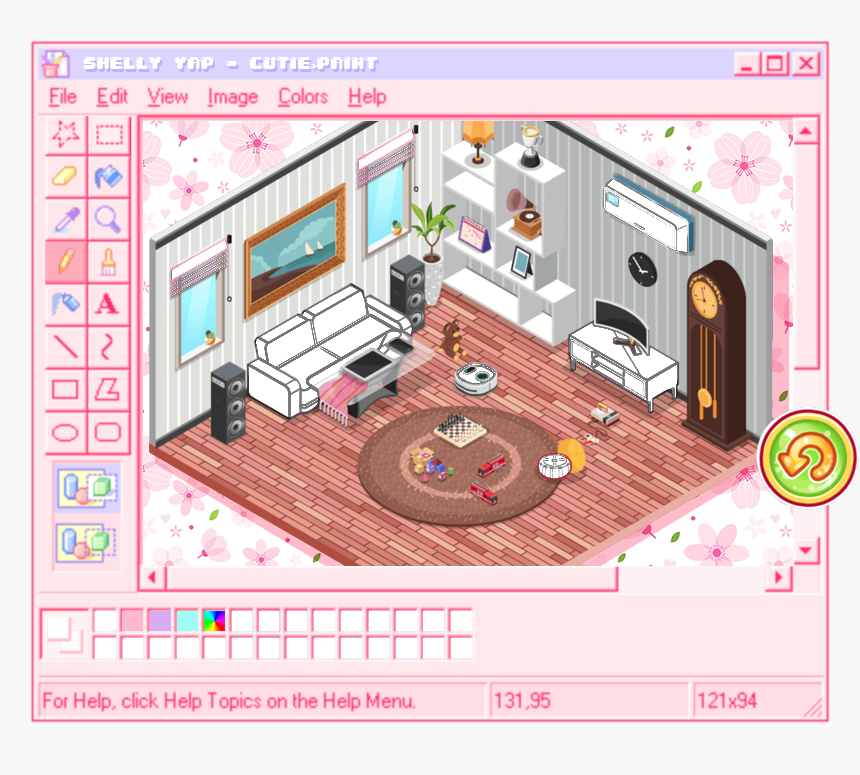 SHELLY YAP - CUTIE.PAINT
File Edit View Image Colors Help
A
For Help, click Help Topics on the Help Menu. 131,95 121x94